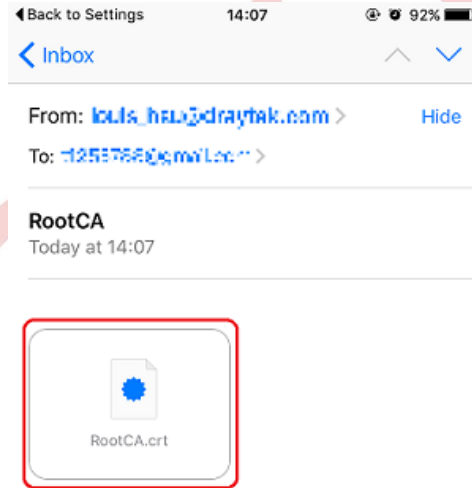 Back to Settings 14:07 92%
Inbox
From: Hide
To:
RootCA
Today at 14:07
RootCA.crt